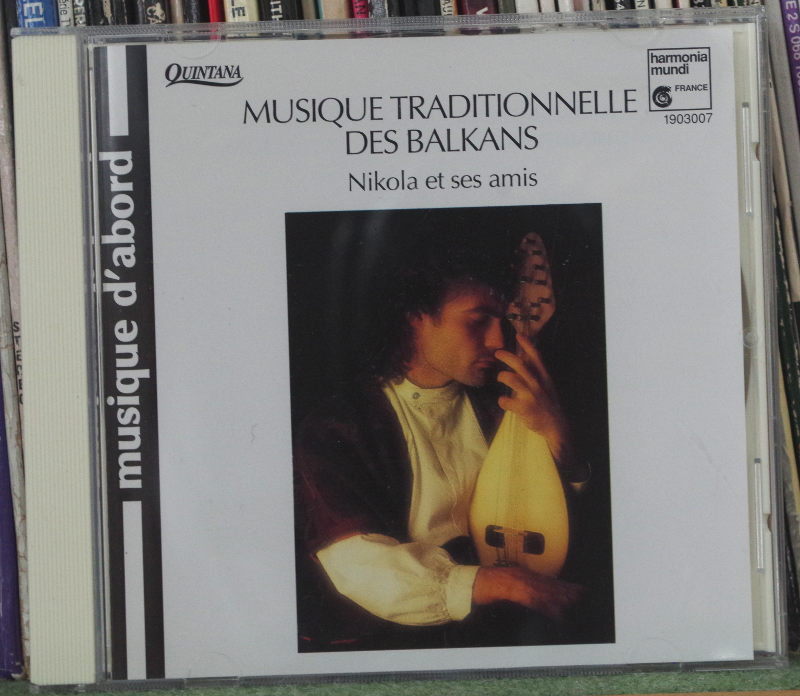 QUINTANA
harmonia
mundi
FRANCE
1903007
MUSIQUE TRADITIONNELLE
DES BALKANS
Nikola et ses amis
musique d'abord